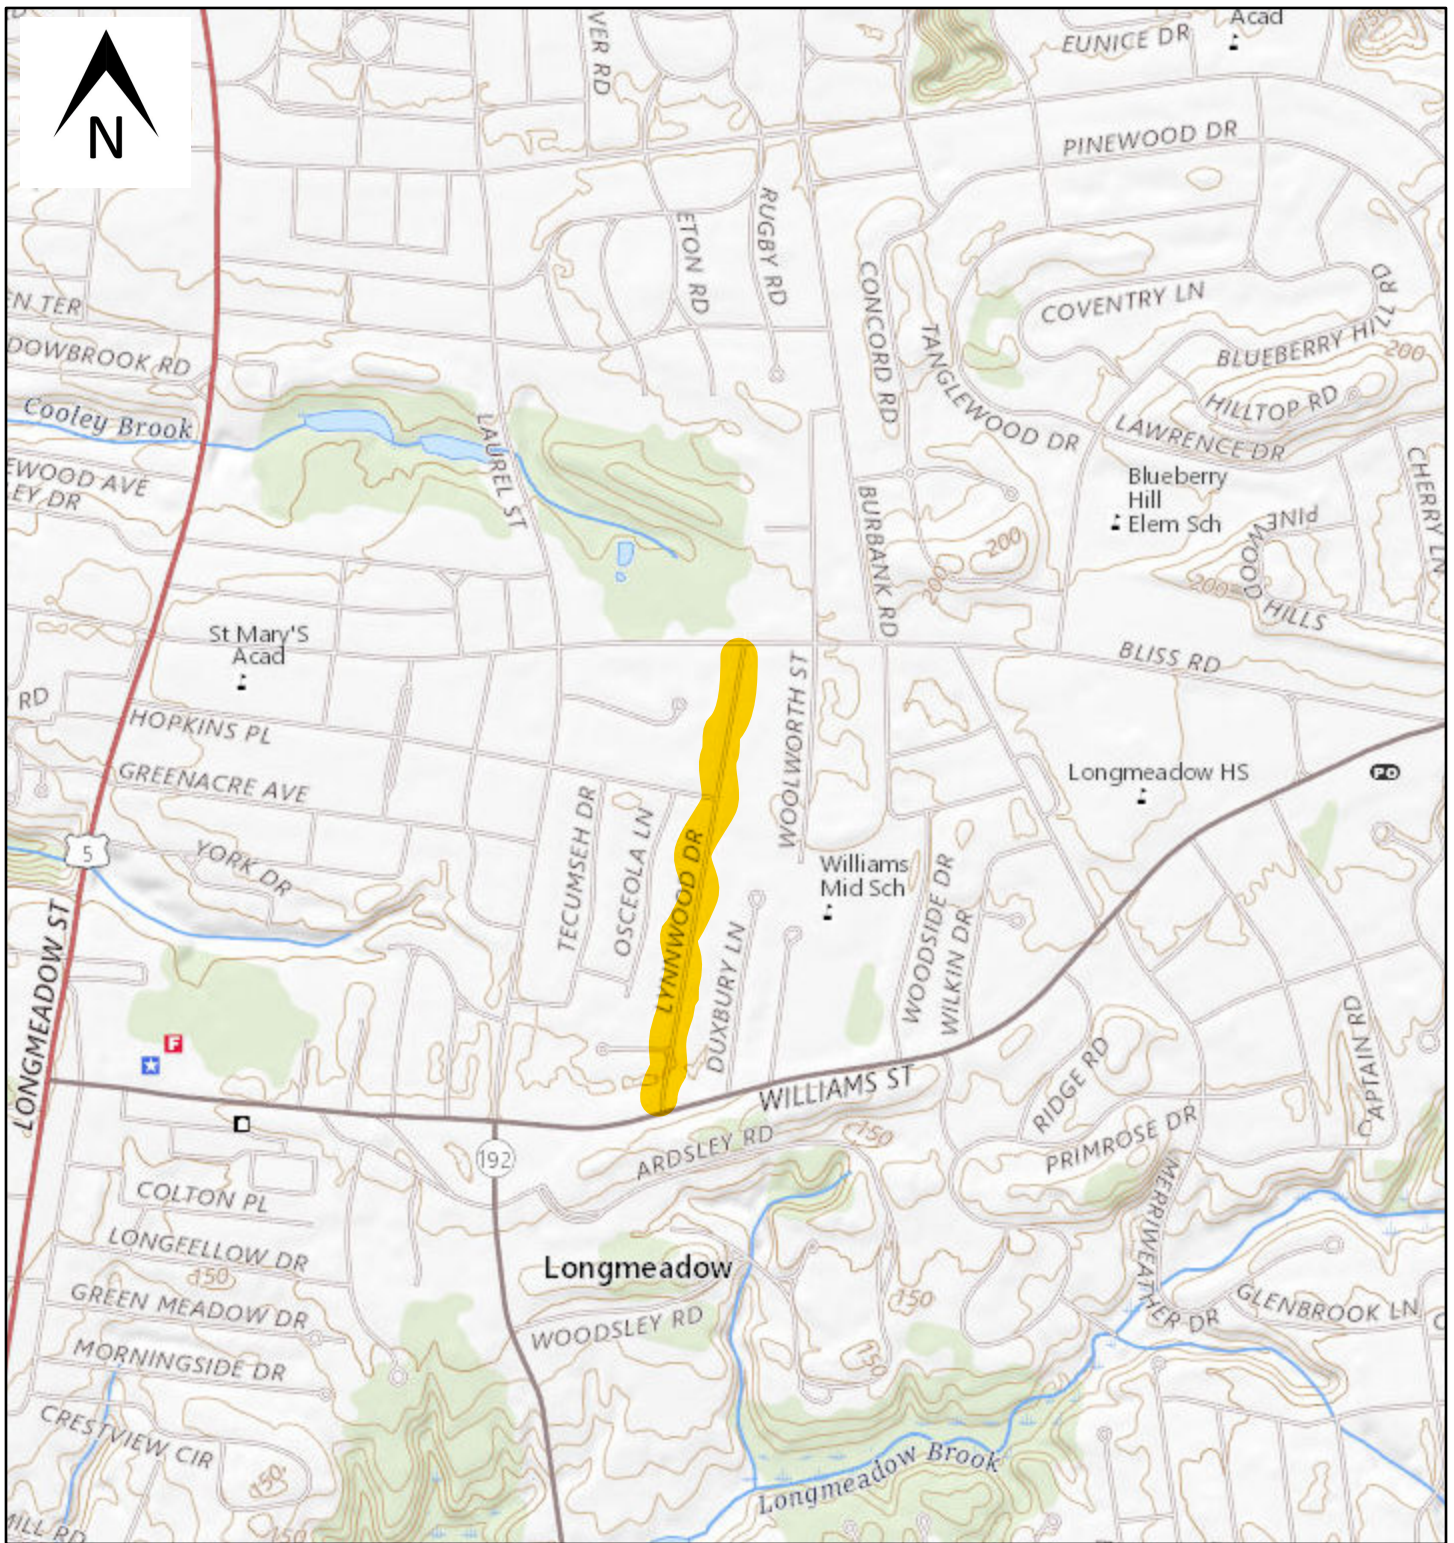 Acad
EUNICE DR
150
VER RD
N
PINEWOOD DR
RUGBY RD
ETON RD
CONCORD RD
COVENTRY LN
EN TER
BLUEBERRY HILL RD
200
DOWBROOK RD
TANGLEWOOD DR
HILLTOP RD
Cooley Brook
LAUREL ST
LAWRENCE DR
CHERRY LN
EWOOD AVE
EY DR
Blueberry
Hill
Elem Sch
BURBANK RD
200
200
PINEWOOD HILLS
200
St Mary'S
Acad
BLISS RD
RD
HOPKINS PL
WOOLWORTH ST
Longmeadow HS
PO
GREENACRE AVE
TECUMSEH DR
OSCEOLA LN
LYNNWOOD DR
5
YORK DR
Williams
Mid Sch
WOODSIDE DR
WILKIN DR
DUXBURY LN
LONGMEADOW ST
F
CAPTAIN RD
RIDGE RD
WILLIAMS ST
150
ARDSLEY RD
PRIMROSE DR
192
COLTON PL
MERRIWEATHER DR
LONGFELLOW DR
150
Longmeadow
150
GREEN MEADOW DR
GLENBROOK LN
WOODSLEY RD
MORNINGSIDE DR
150
CRESTVIEW CIR
150
Longmeadow Brook
MILL RD
150